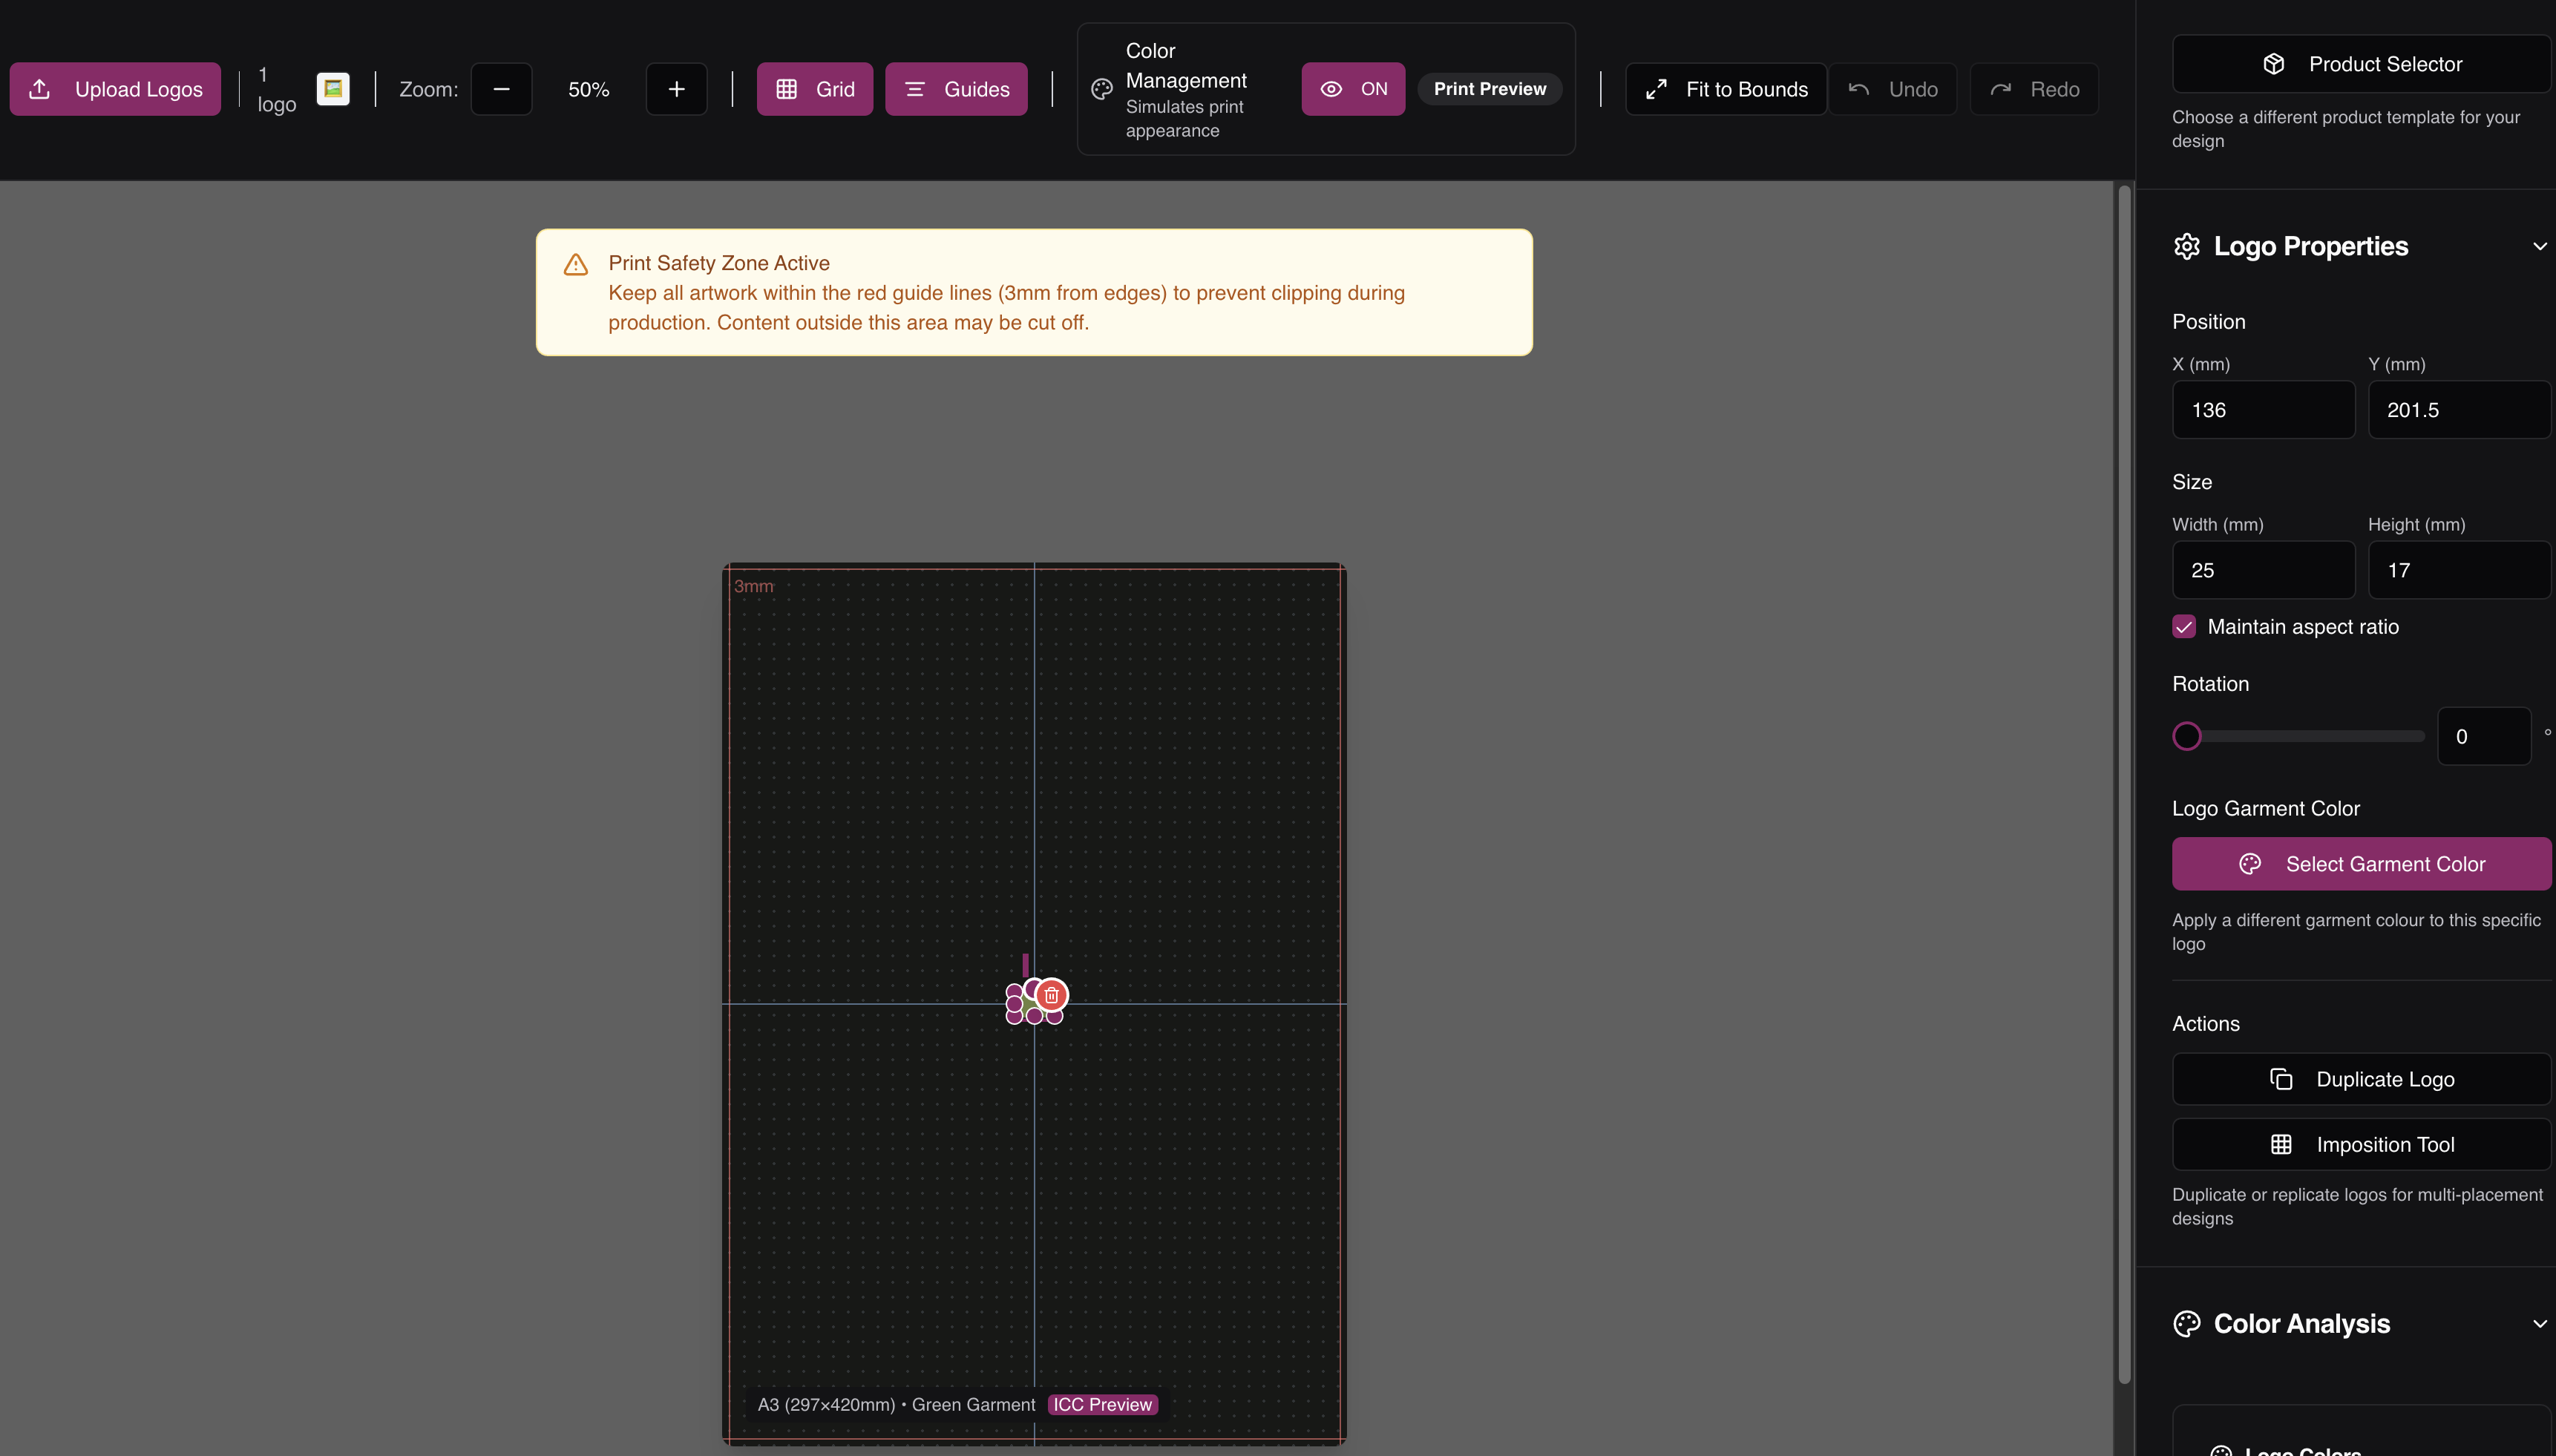 Upload Logos
1
logo
Zoom:
50%
Grid
Guides
Color
Management
Simulates print
appearance
ON
Print Preview
Fit to Bounds
Undo
Redo
Product Selector
Choose a different product template for your
design
Print Safety Zone Active
Keep all artwork within the red guide lines (3mm from edges) to prevent clipping during
production. Content outside this area may be cut off.
3mm
A3 (297×420mm) • Green Garment ICC Preview
Logo Properties
Position
X (mm) Y (mm)
136 201.5
Size
Width (mm) Height (mm)
25 17
Maintain aspect ratio
Rotation
0 °
Logo Garment Color
Select Garment Color
Apply a different garment colour to this specific
logo
Actions
Duplicate Logo
Imposition Tool
Duplicate or replicate logos for multi-placement
designs
Color Analysis
Logo Colors